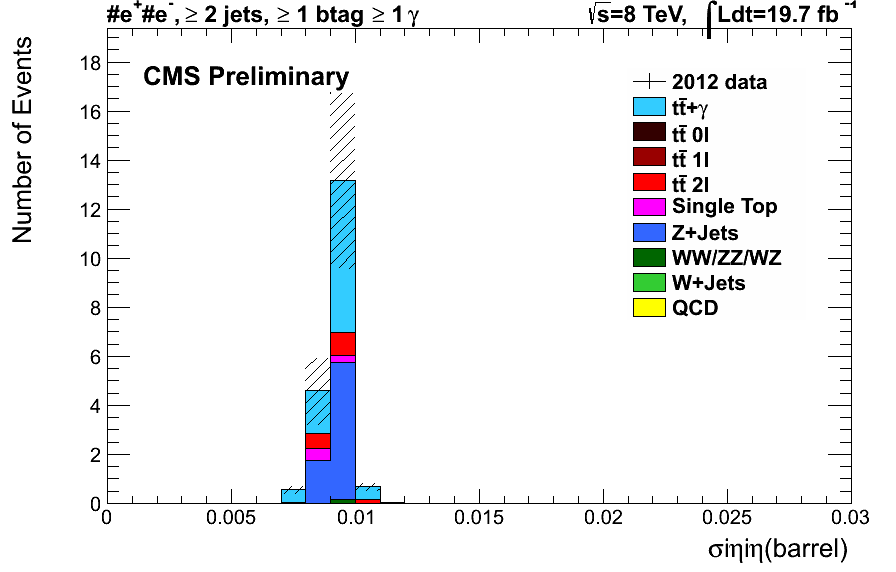 #e⁺#e⁻, ≥ 2 jets, ≥ 1 btag ≥ 1 γ
√s=8 TeV, ∫Ldt=19.7 fb⁻¹
CMS Preliminary
Number of Events
18
16
14
12
10
8
6
4
2
0
2012 data
tt̄+γ
tt̄ 0l
tt̄ 1l
tt̄ 2l
Single Top
Z+Jets
WW/ZZ/WZ
W+Jets
QCD
0 0.005 0.01 0.015 0.02 0.025 0.03
σiηiη(barrel)